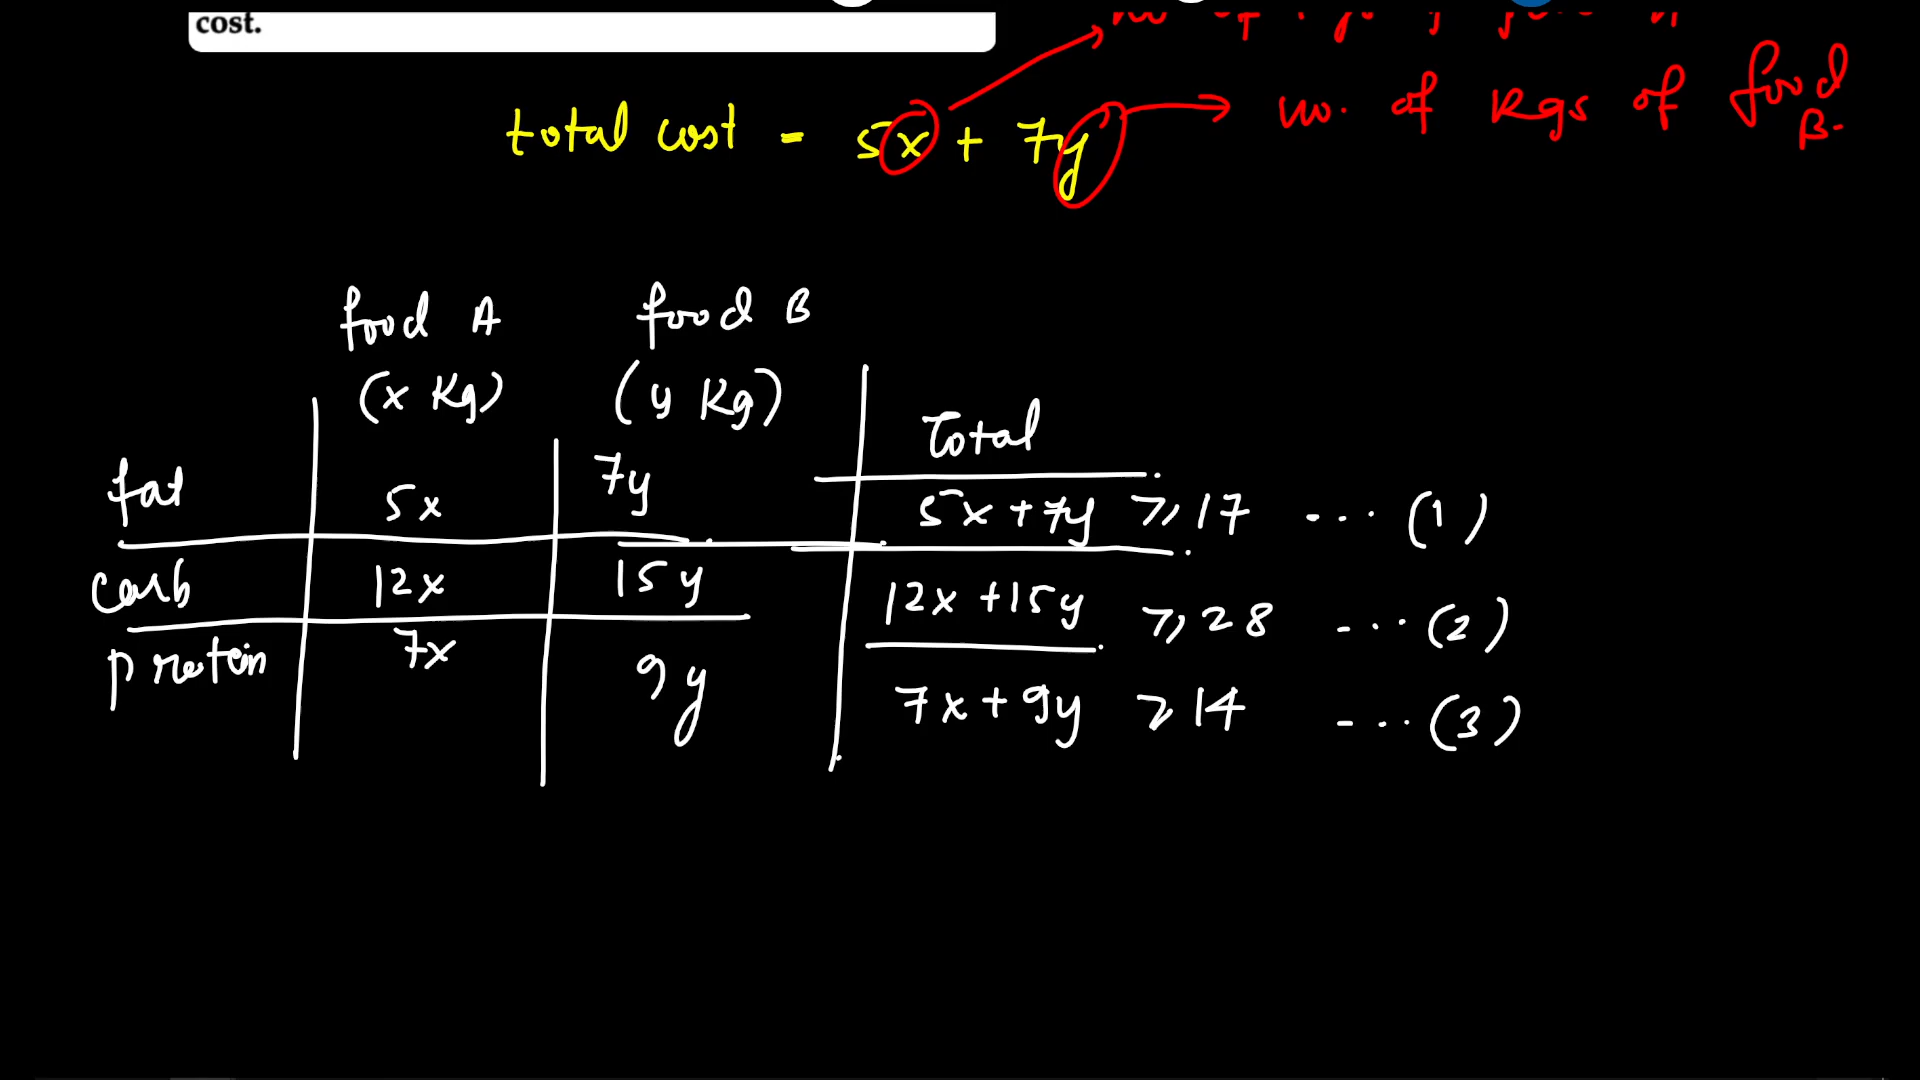 cost.
no. of kgs of food
B.
total cost = 5x + 7y
food A food B
(x kg) (y kg) Total
fat 5x 7y 5x + 7y ⩾ 17 ... (1)
carb 12x 15y 12x + 15y ⩾ 28 ... (2)
protein 7x 9y 7x + 9y ⩾ 14 ... (3)